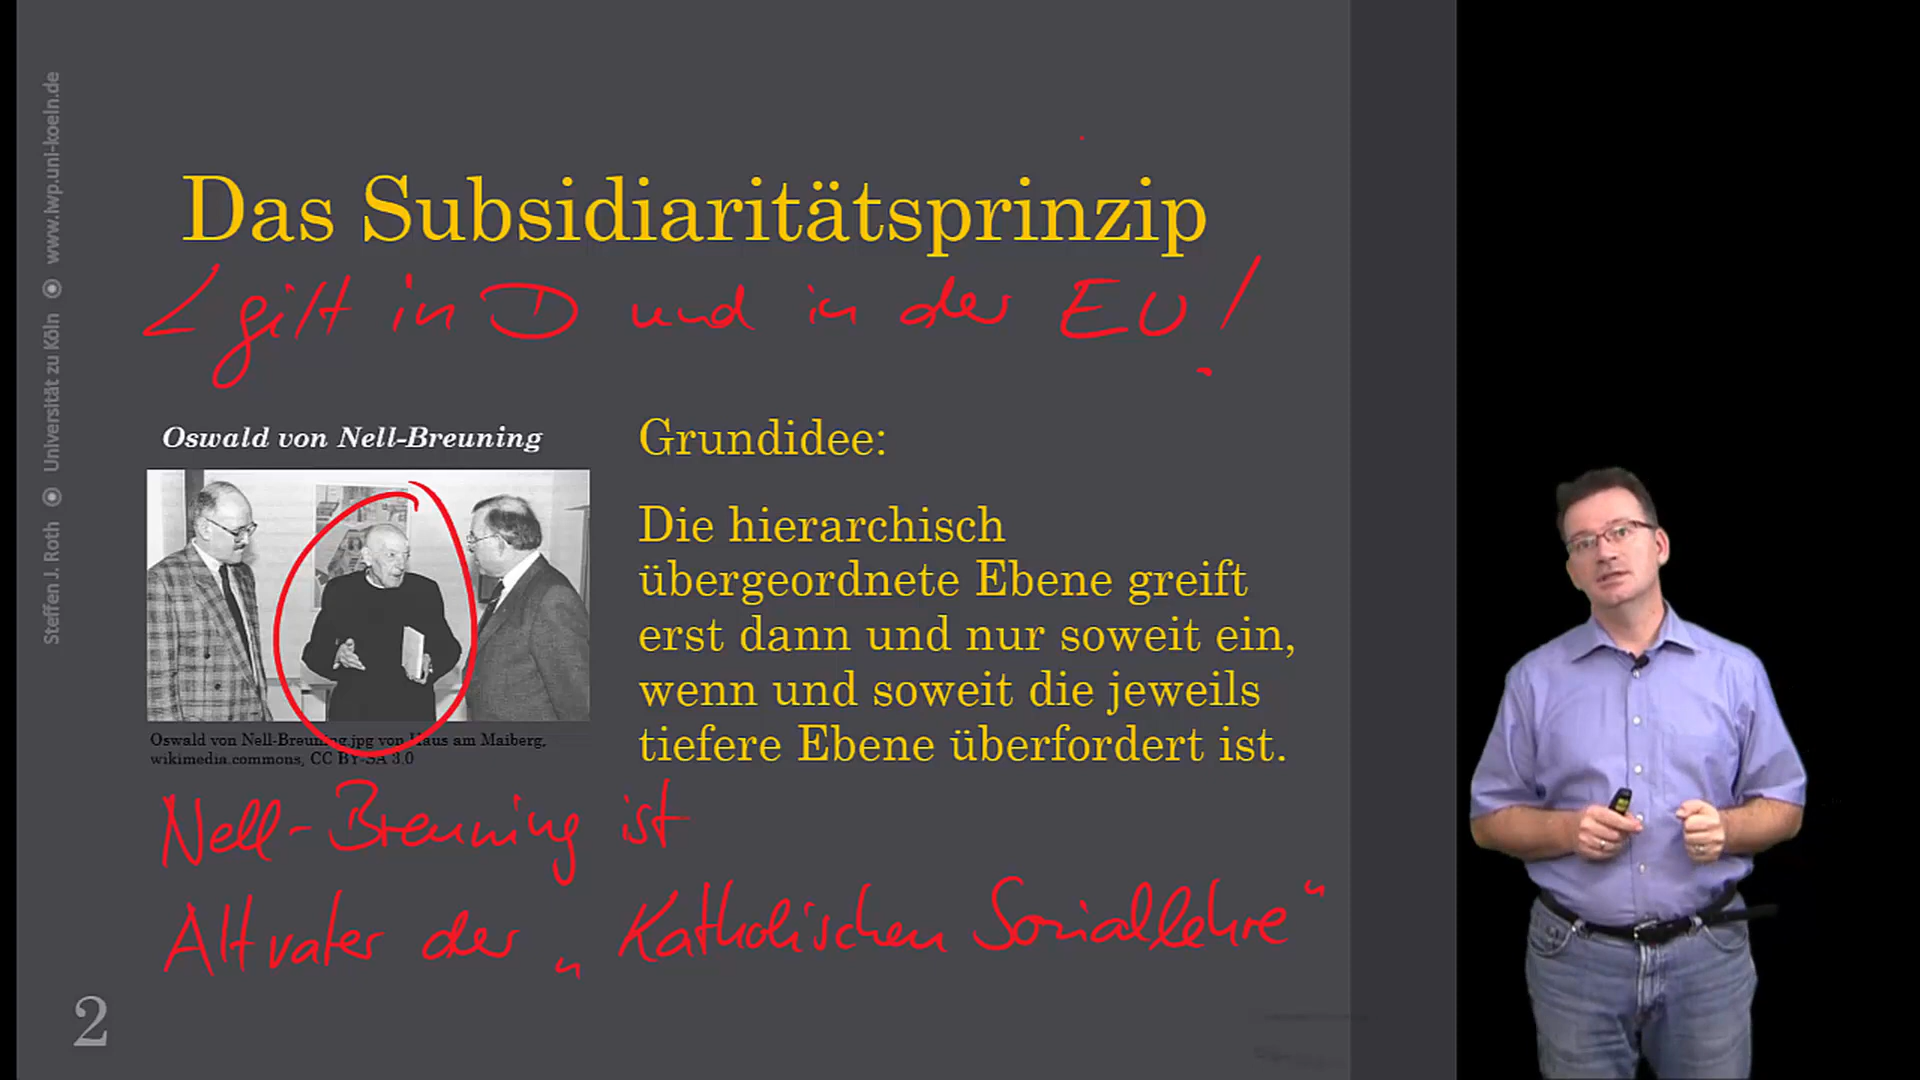 Das Subsidiaritätsprinzip
gilt in D und in der EU!
Oswald von Nell-Breuning
Oswald von Nell-Breuning.jpg von Haus am Maiberg,
wikimedia.commons, CC BY-SA 3.0
Grundidee:
Die hierarchisch
übergeordnete Ebene greift
erst dann und nur soweit ein,
wenn und soweit die jeweils
tiefere Ebene überfordert ist.
Nell-Breuning ist
Altvater der „Katholischen Soziallehre“
2
Steffen J. Roth ⦿ Universität zu Köln ⦿ www.iwp.uni-koeln.de